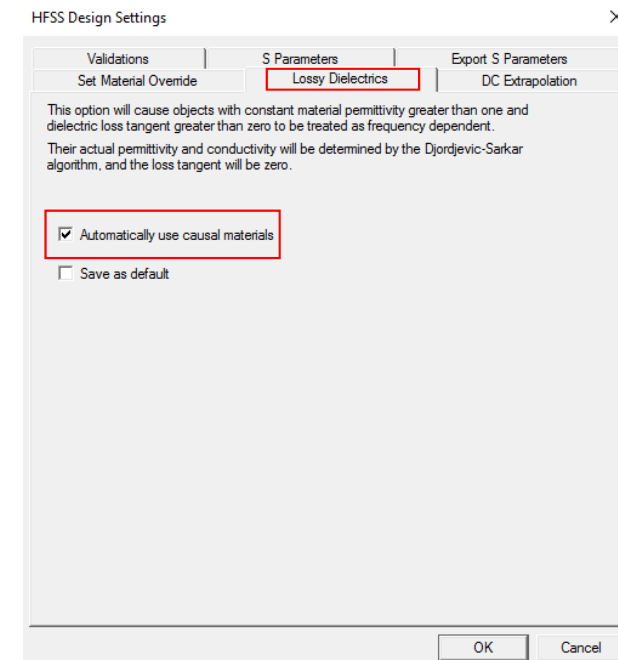 HFSS Design Settings
Validations
S Parameters
Export S Parameters
Set Material Override
Lossy Dielectrics
DC Extrapolation
This option will cause objects with constant material permittivity greater than one and
dielectric loss tangent greater than zero to be treated as frequency dependent.
Their actual permittivity and conductivity will be determined by the Djordjevic-Sarkar
algorithm, and the loss tangent will be zero.
Automatically use causal materials
Save as default
OK
Cancel